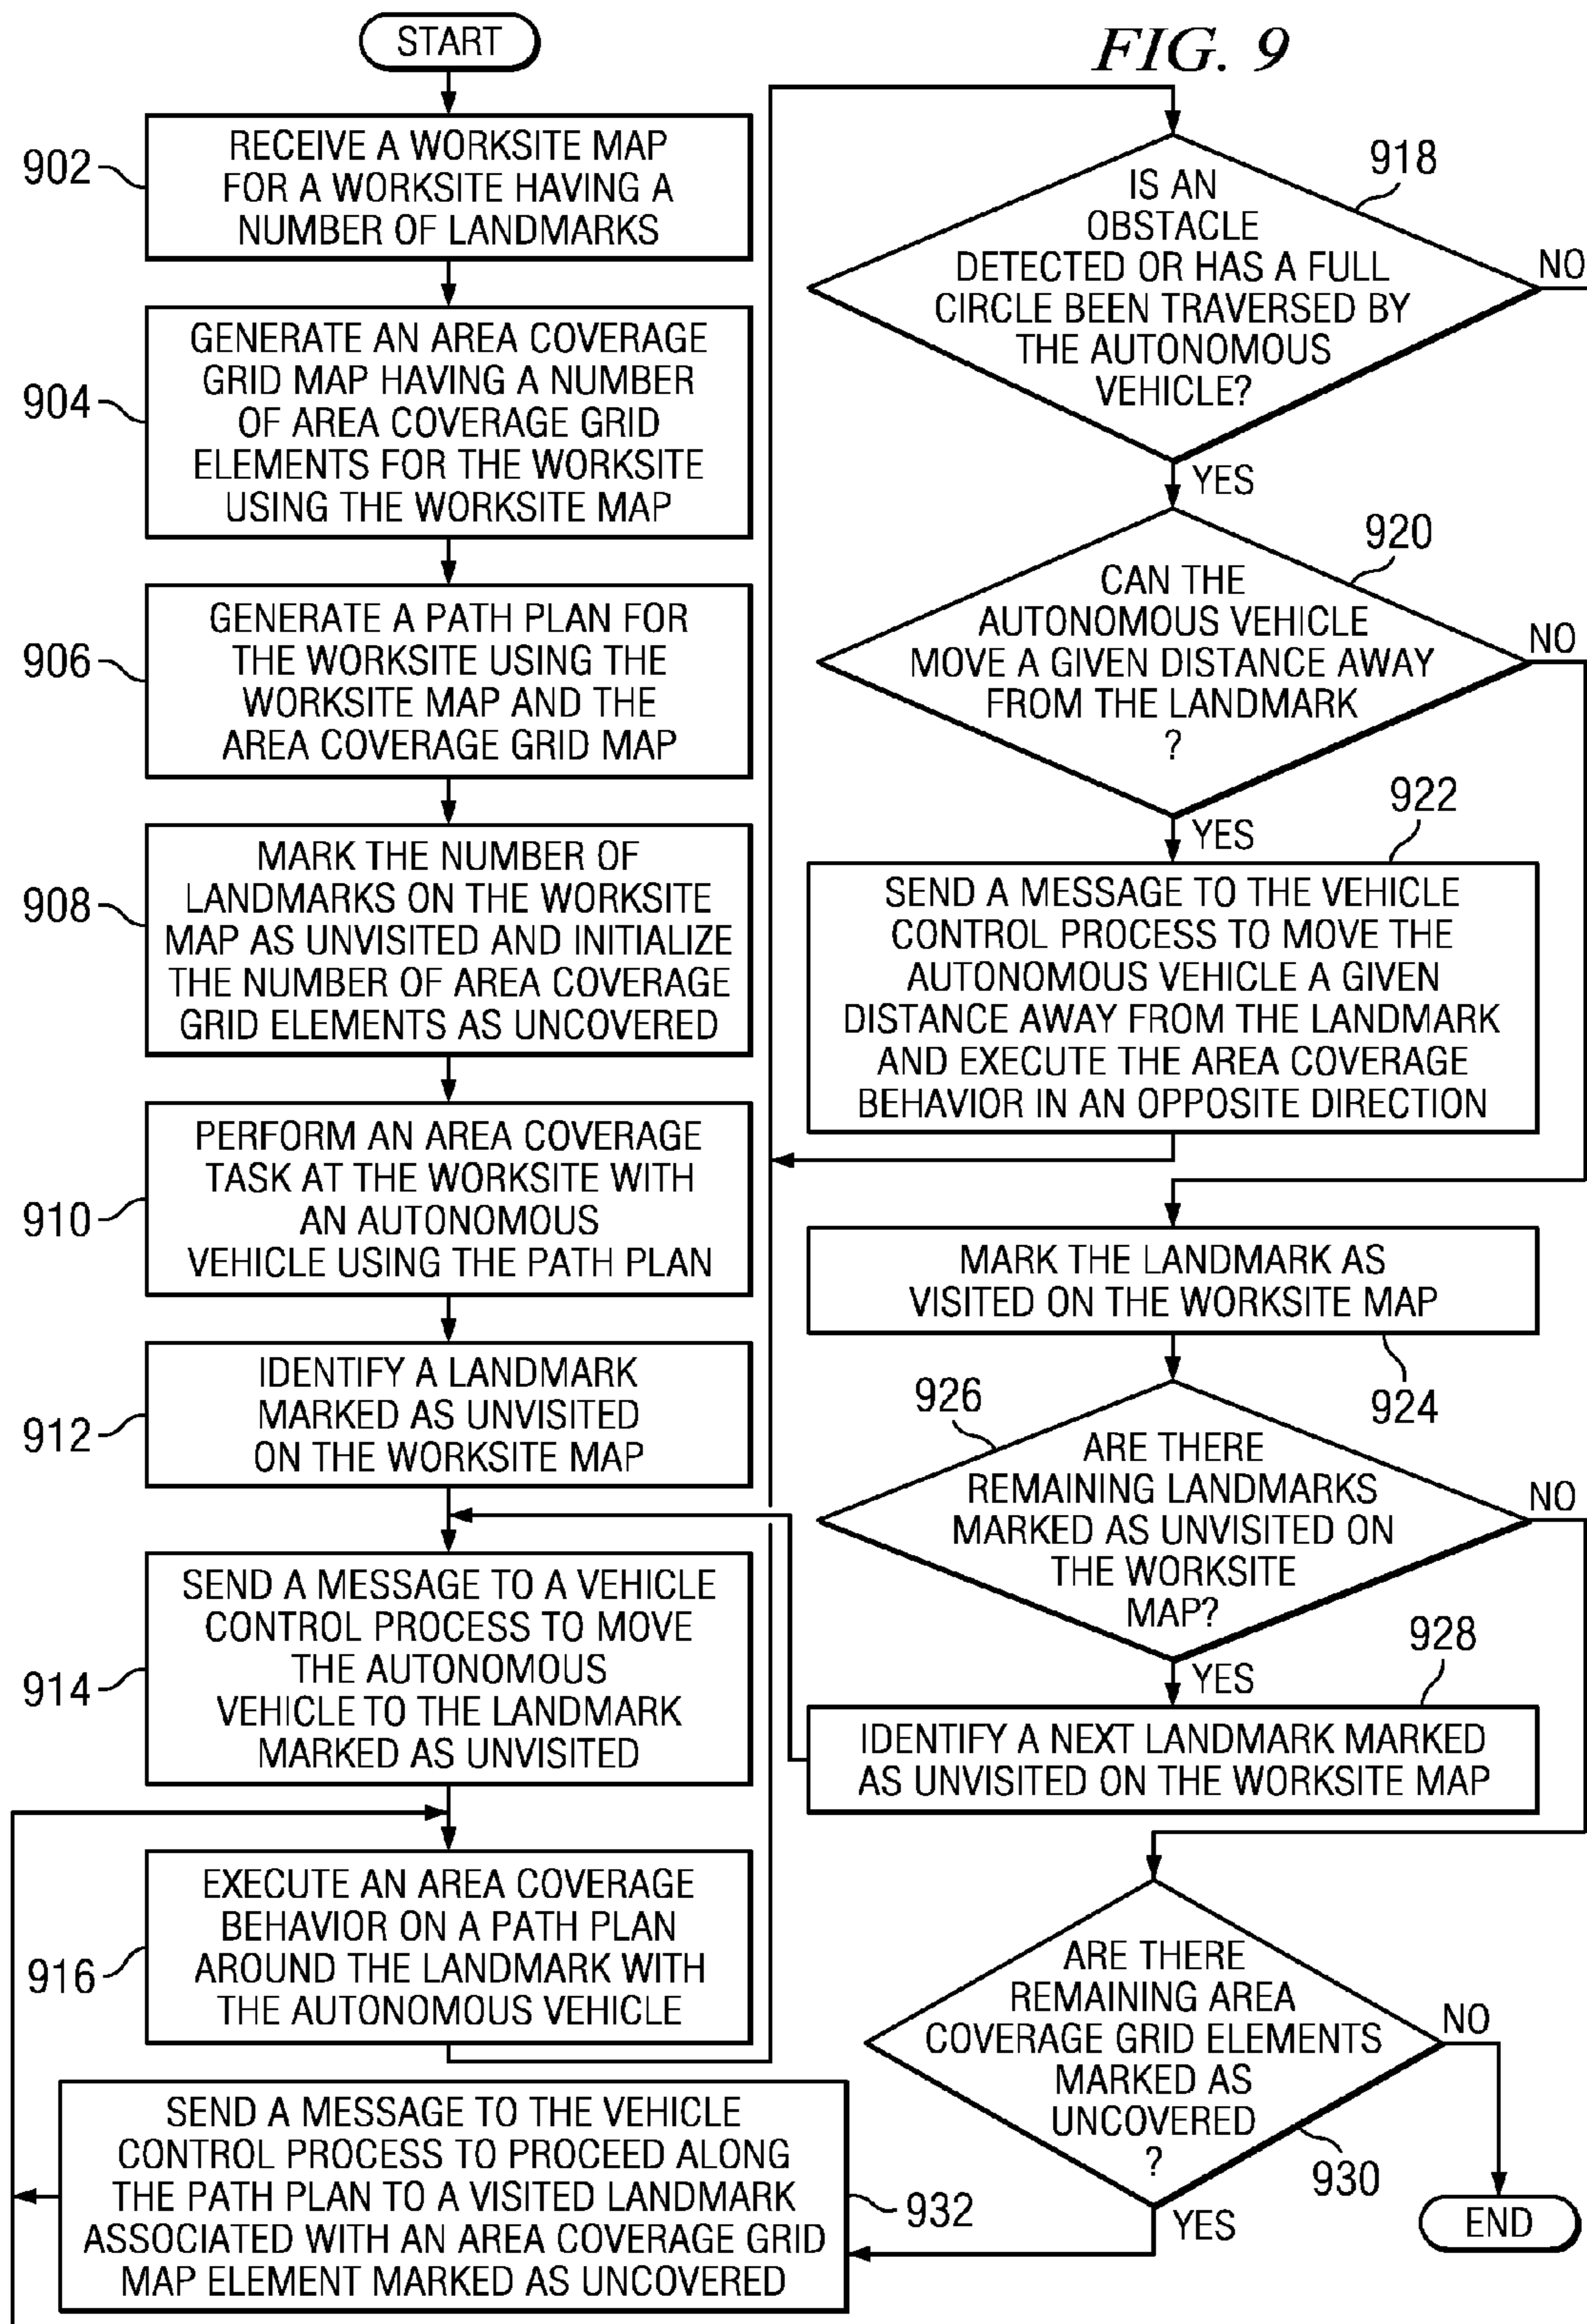 FIG. 9
START
902
RECEIVE A WORKSITE MAP
FOR A WORKSITE HAVING A
NUMBER OF LANDMARKS
904
GENERATE AN AREA COVERAGE
GRID MAP HAVING A NUMBER
OF AREA COVERAGE GRID
ELEMENTS FOR THE WORKSITE
USING THE WORKSITE MAP
906
GENERATE A PATH PLAN FOR
THE WORKSITE USING THE
WORKSITE MAP AND THE
AREA COVERAGE GRID MAP
908
MARK THE NUMBER OF
LANDMARKS ON THE WORKSITE
MAP AS UNVISITED AND INITIALIZE
THE NUMBER OF AREA COVERAGE
GRID ELEMENTS AS UNCOVERED
910
PERFORM AN AREA COVERAGE
TASK AT THE WORKSITE WITH
AN AUTONOMOUS
VEHICLE USING THE PATH PLAN
912
IDENTIFY A LANDMARK
MARKED AS UNVISITED
ON THE WORKSITE MAP
914
SEND A MESSAGE TO A VEHICLE
CONTROL PROCESS TO MOVE
THE AUTONOMOUS
VEHICLE TO THE LANDMARK
MARKED AS UNVISITED
916
EXECUTE AN AREA COVERAGE
BEHAVIOR ON A PATH PLAN
AROUND THE LANDMARK WITH
THE AUTONOMOUS VEHICLE
918
IS AN
OBSTACLE
DETECTED OR HAS A FULL
CIRCLE BEEN TRAVERSED BY
THE AUTONOMOUS
VEHICLE?
NO
YES
920
CAN THE
AUTONOMOUS VEHICLE
MOVE A GIVEN DISTANCE AWAY
FROM THE LANDMARK
?
NO
YES
922
SEND A MESSAGE TO THE VEHICLE
CONTROL PROCESS TO MOVE THE
AUTONOMOUS VEHICLE A GIVEN
DISTANCE AWAY FROM THE LANDMARK
AND EXECUTE THE AREA COVERAGE
BEHAVIOR IN AN OPPOSITE DIRECTION
MARK THE LANDMARK AS
VISITED ON THE WORKSITE MAP
924
926
ARE THERE
REMAINING LANDMARKS
MARKED AS UNVISITED ON
THE WORKSITE
MAP?
NO
YES
928
IDENTIFY A NEXT LANDMARK MARKED
AS UNVISITED ON THE WORKSITE MAP
ARE THERE
REMAINING AREA
COVERAGE GRID ELEMENTS
MARKED AS
UNCOVERED
?
930
NO
YES
END
SEND A MESSAGE TO THE VEHICLE
CONTROL PROCESS TO PROCEED ALONG
THE PATH PLAN TO A VISITED LANDMARK
ASSOCIATED WITH AN AREA COVERAGE GRID
MAP ELEMENT MARKED AS UNCOVERED
932